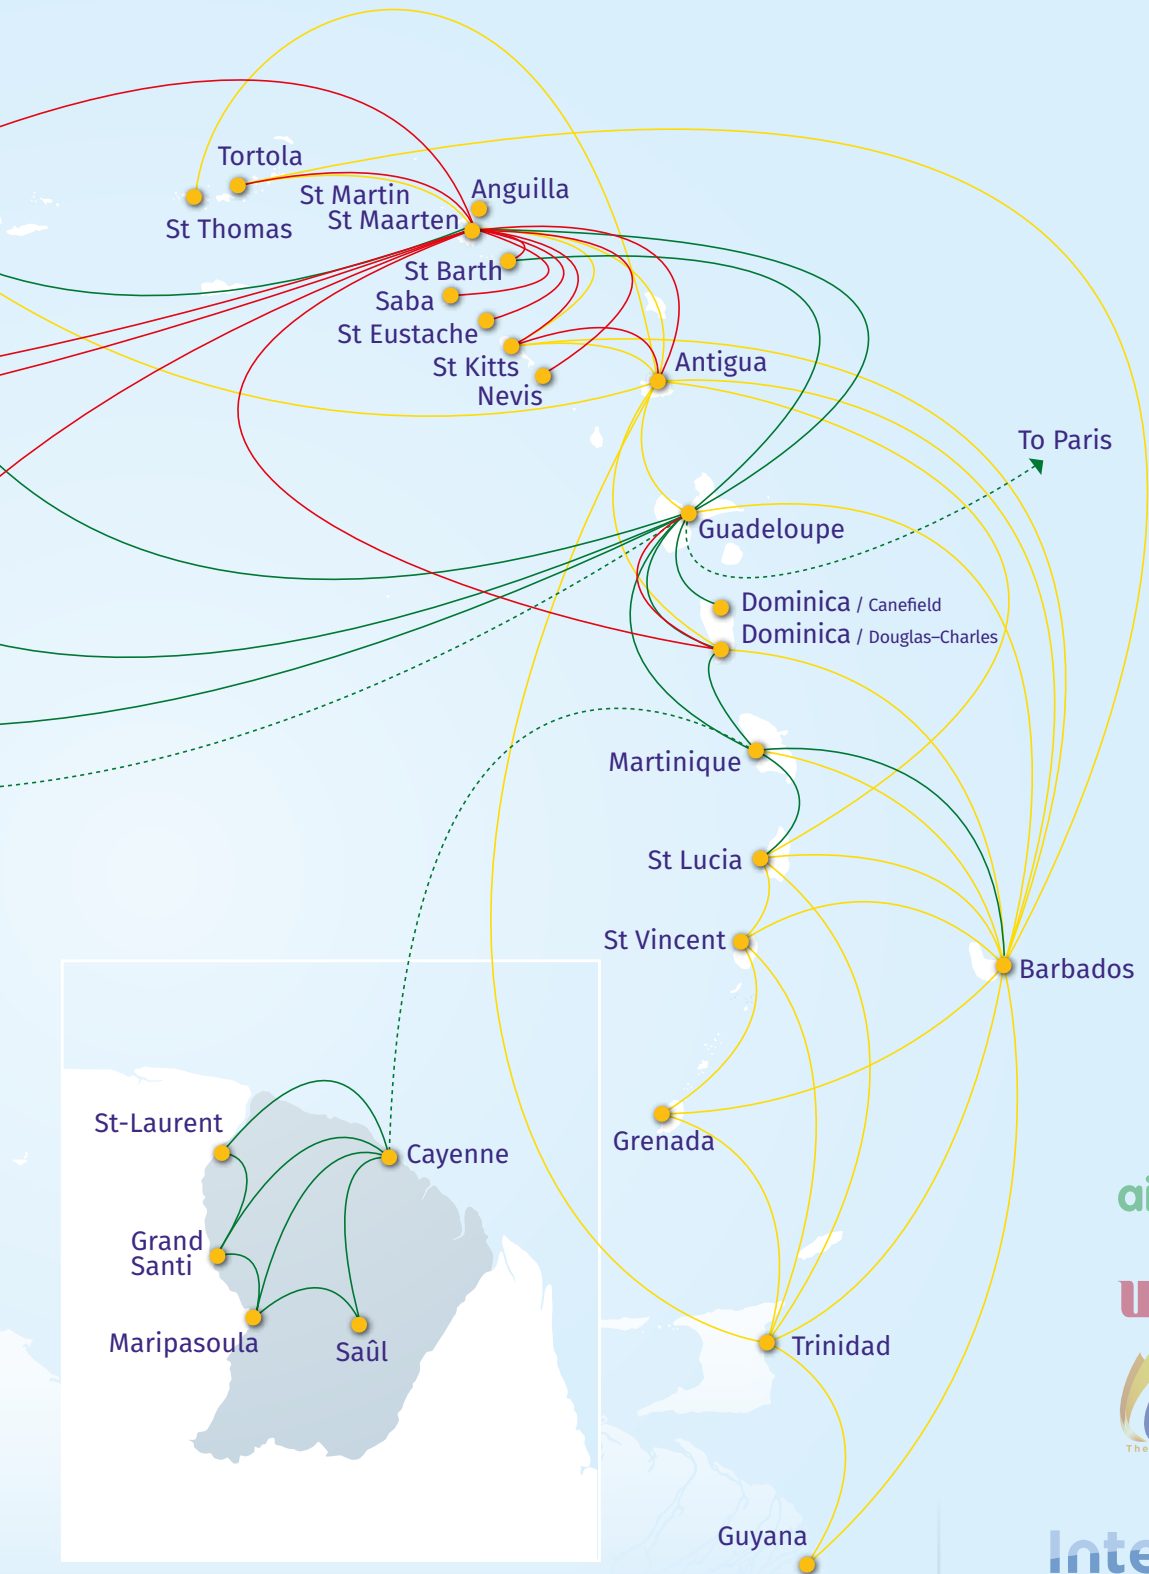 Tortola
Anguilla
St Martin
St Maarten
St Thomas
St Barth
Saba
St Eustache
St Kitts
Nevis
Antigua
To Paris
Guadeloupe
Dominica / Canefield
Dominica / Douglas–Charles
Martinique
St Lucia
St Vincent
Barbados
Grenada
St-Laurent
Cayenne
Grand
Santi
Maripasoula
Saûl
Trinidad
Guyana